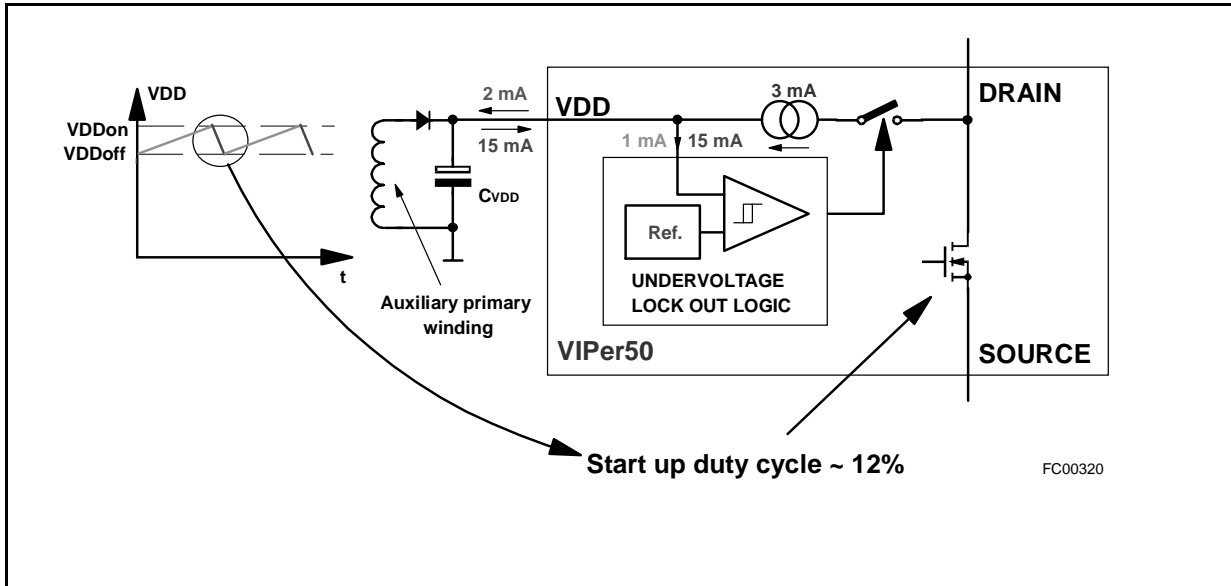 VDD
VDDon
VDDoff
t
2 mA
15 mA
CVDD
Auxiliary primary
winding
VDD
3 mA
DRAIN
1 mA 15 mA
Ref.
UNDERVOLTAGE
LOCK OUT LOGIC
VIPer50
SOURCE
Start up duty cycle ~ 12%
FC00320